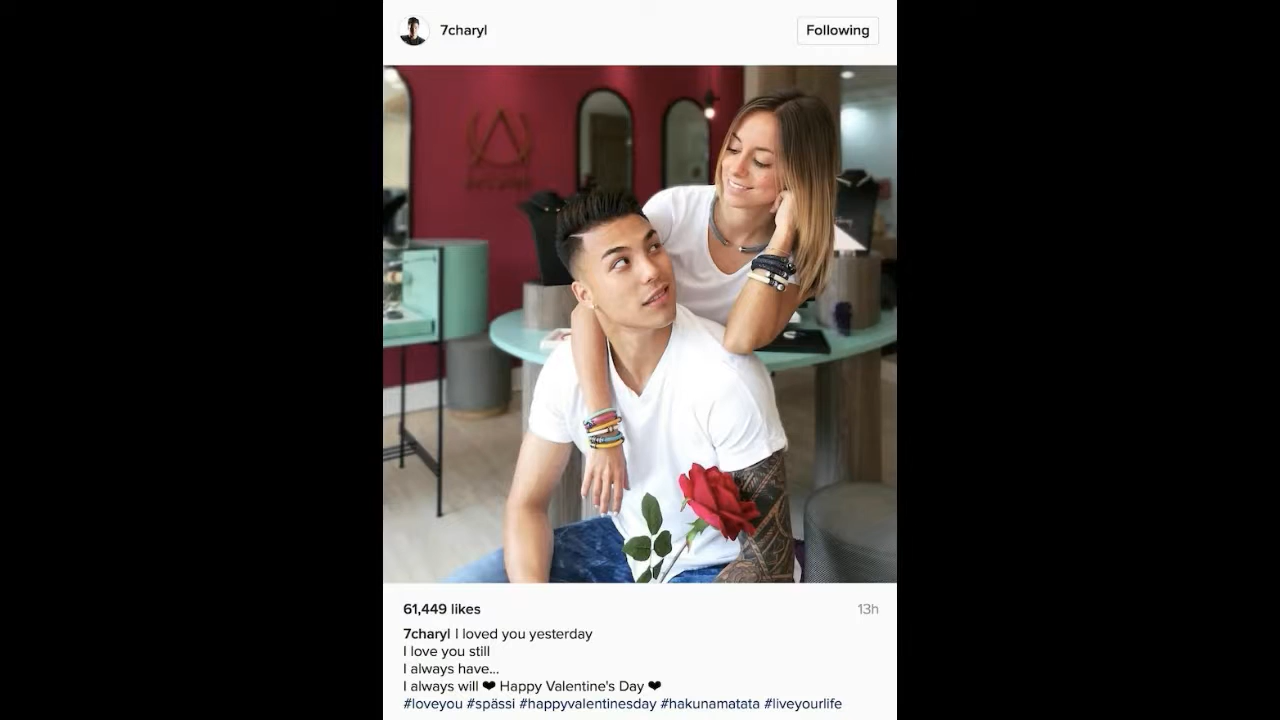 7charyl
Following
61,449 likes
13h
7charyl I loved you yesterday
I love you still
I always have...
I always will ❤ Happy Valentine's Day ❤
#loveyou #spässi #happyvalentinesday #hakunamatata #liveyourlife